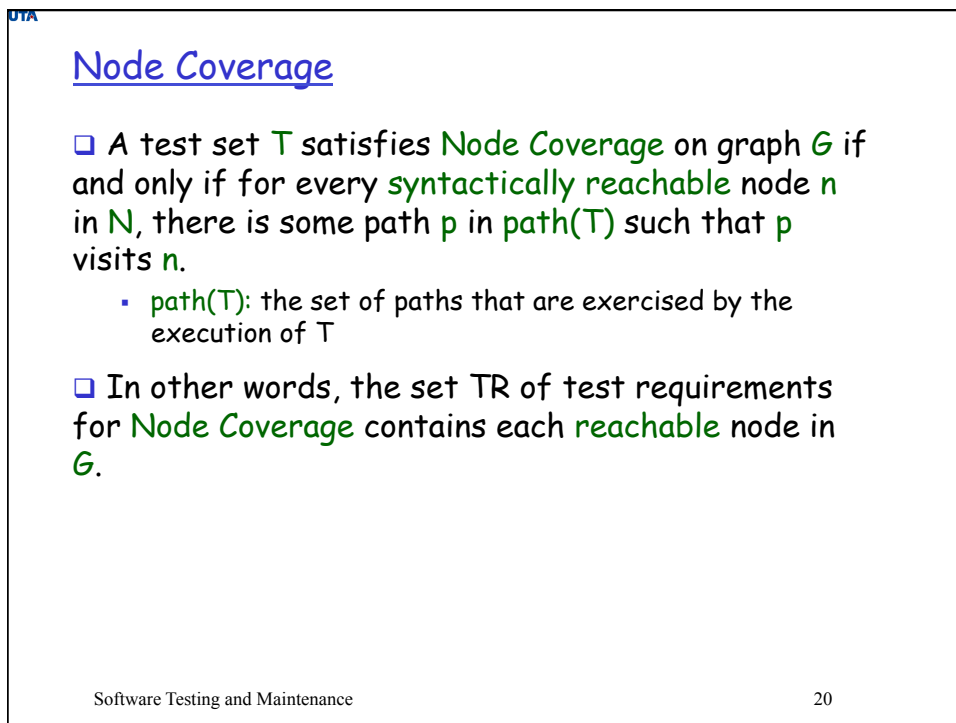 UTA
Node Coverage
❑ A test set T satisfies Node Coverage on graph G if
and only if for every syntactically reachable node n
in N, there is some path p in path(T) such that p
visits n.
▪ path(T): the set of paths that are exercised by the
execution of T
❑ In other words, the set TR of test requirements
for Node Coverage contains each reachable node in
G.
Software Testing and Maintenance 20